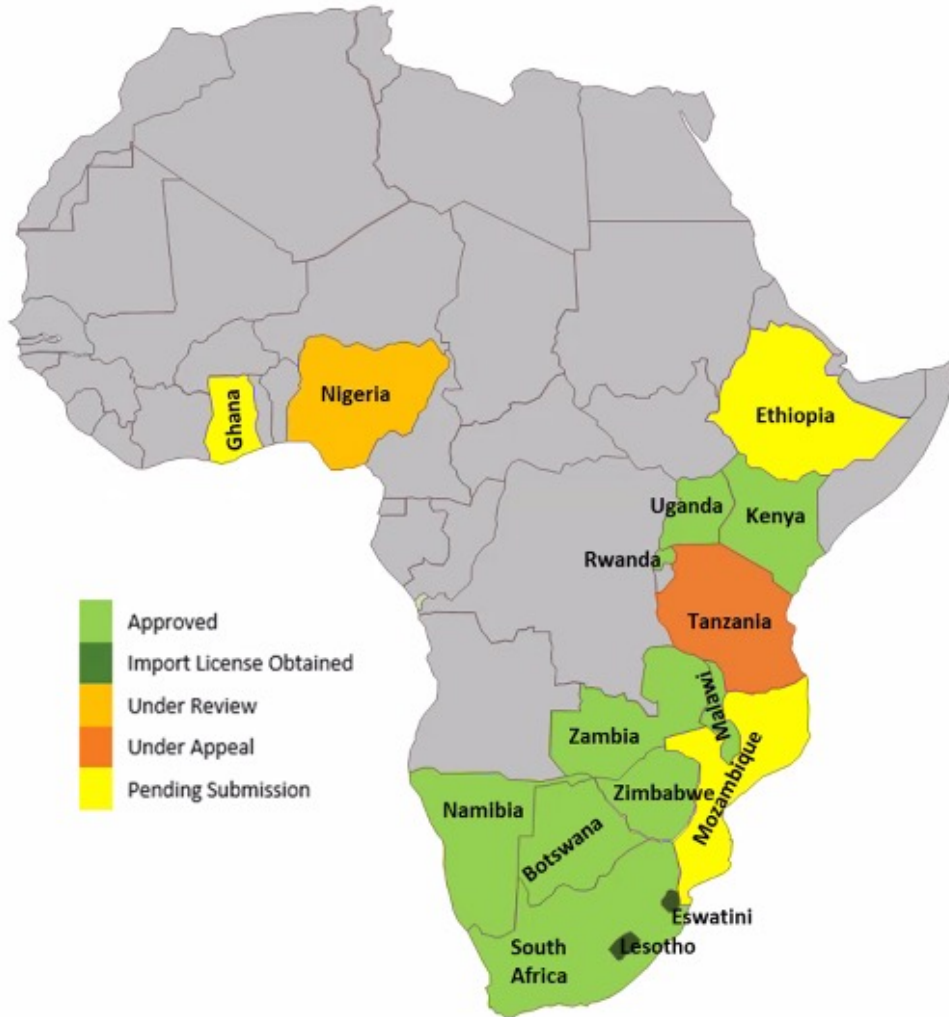 Nigeria
Ghana
Ethiopia
Uganda
Kenya
Rwanda
Tanzania
Approved
Import License Obtained
Under Review
Under Appeal
Pending Submission
Malawi
Zambia
Mozambique
Zimbabwe
Namibia
Botswana
Eswatini
Lesotho
South
Africa